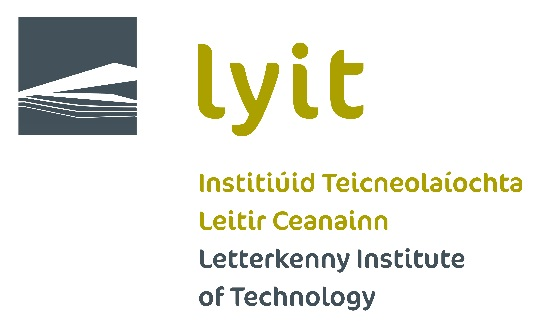 lyit
Institiúid Teicneolaíochta
Leitir Ceanainn
Letterkenny Institute
of Technology